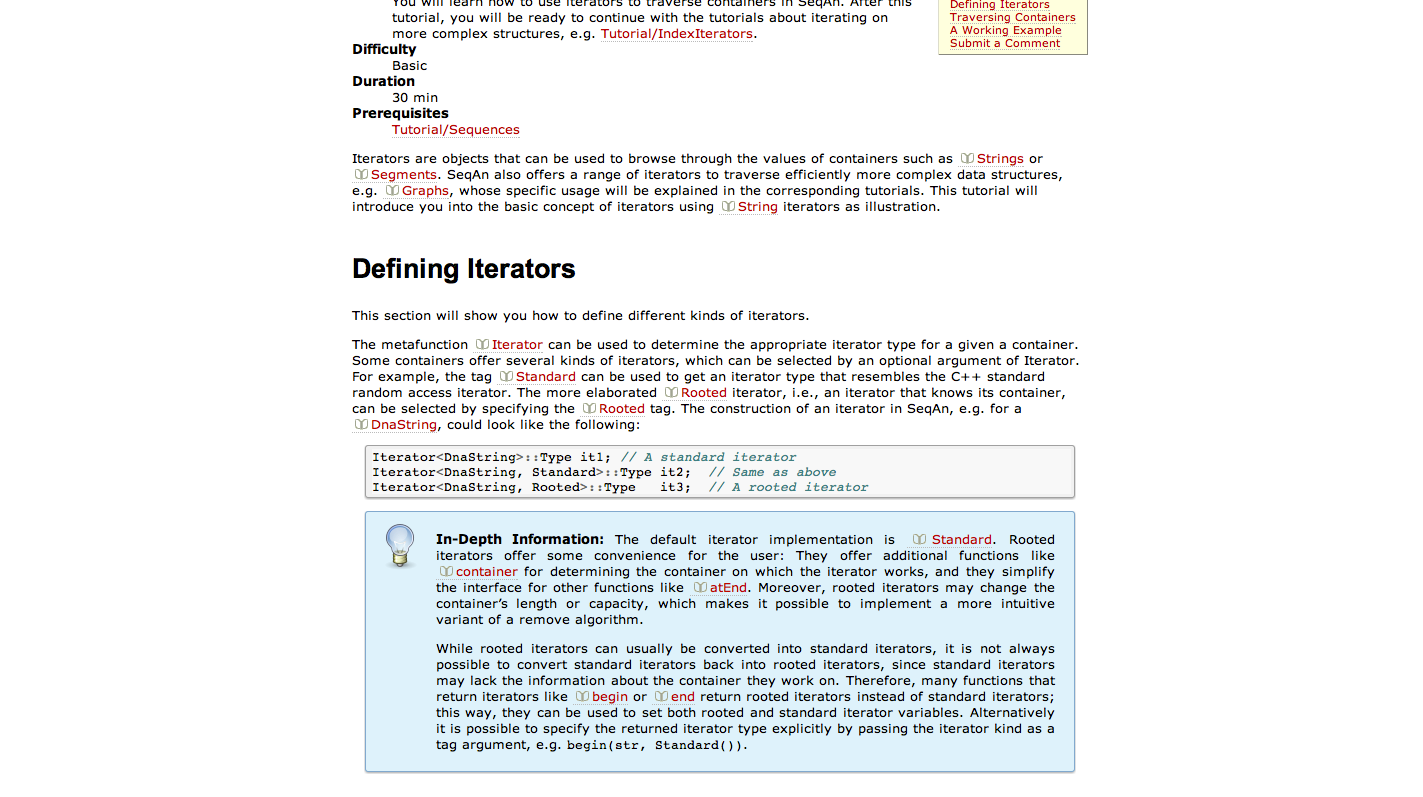 You will learn how to use iterators to traverse containers in SeqAn. After this
tutorial, you will be ready to continue with the tutorials about iterating on
more complex structures, e.g. Tutorial/IndexIterators.
Difficulty
Basic
Duration
30 min
Prerequisites
Tutorial/Sequences
Defining Iterators
Traversing Containers
A Working Example
Submit a Comment
Iterators are objects that can be used to browse through the values of containers such as Strings or
Segments. SeqAn also offers a range of iterators to traverse efficiently more complex data structures,
e.g. Graphs, whose specific usage will be explained in the corresponding tutorials. This tutorial will
introduce you into the basic concept of iterators using String iterators as illustration.
Defining Iterators
This section will show you how to define different kinds of iterators.
The metafunction Iterator can be used to determine the appropriate iterator type for a given a container.
Some containers offer several kinds of iterators, which can be selected by an optional argument of Iterator.
For example, the tag Standard can be used to get an iterator type that resembles the C++ standard
random access iterator. The more elaborated Rooted iterator, i.e., an iterator that knows its container,
can be selected by specifying the Rooted tag. The construction of an iterator in SeqAn, e.g. for a
DnaString, could look like the following:
Iterator<DnaString>::Type it1; // A standard iterator
Iterator<DnaString, Standard>::Type it2;  // Same as above
Iterator<DnaString, Rooted>::Type   it3;  // A rooted iterator
In-Depth Information: The default iterator implementation is Standard. Rooted
iterators offer some convenience for the user: They offer additional functions like
container for determining the container on which the iterator works, and they simplify
the interface for other functions like atEnd. Moreover, rooted iterators may change the
container’s length or capacity, which makes it possible to implement a more intuitive
variant of a remove algorithm.
While rooted iterators can usually be converted into standard iterators, it is not always
possible to convert standard iterators back into rooted iterators, since standard iterators
may lack the information about the container they work on. Therefore, many functions that
return iterators like begin or end return rooted iterators instead of standard iterators;
this way, they can be used to set both rooted and standard iterator variables. Alternatively
it is possible to specify the returned iterator type explicitly by passing the iterator kind as a
tag argument, e.g. begin(str, Standard()).